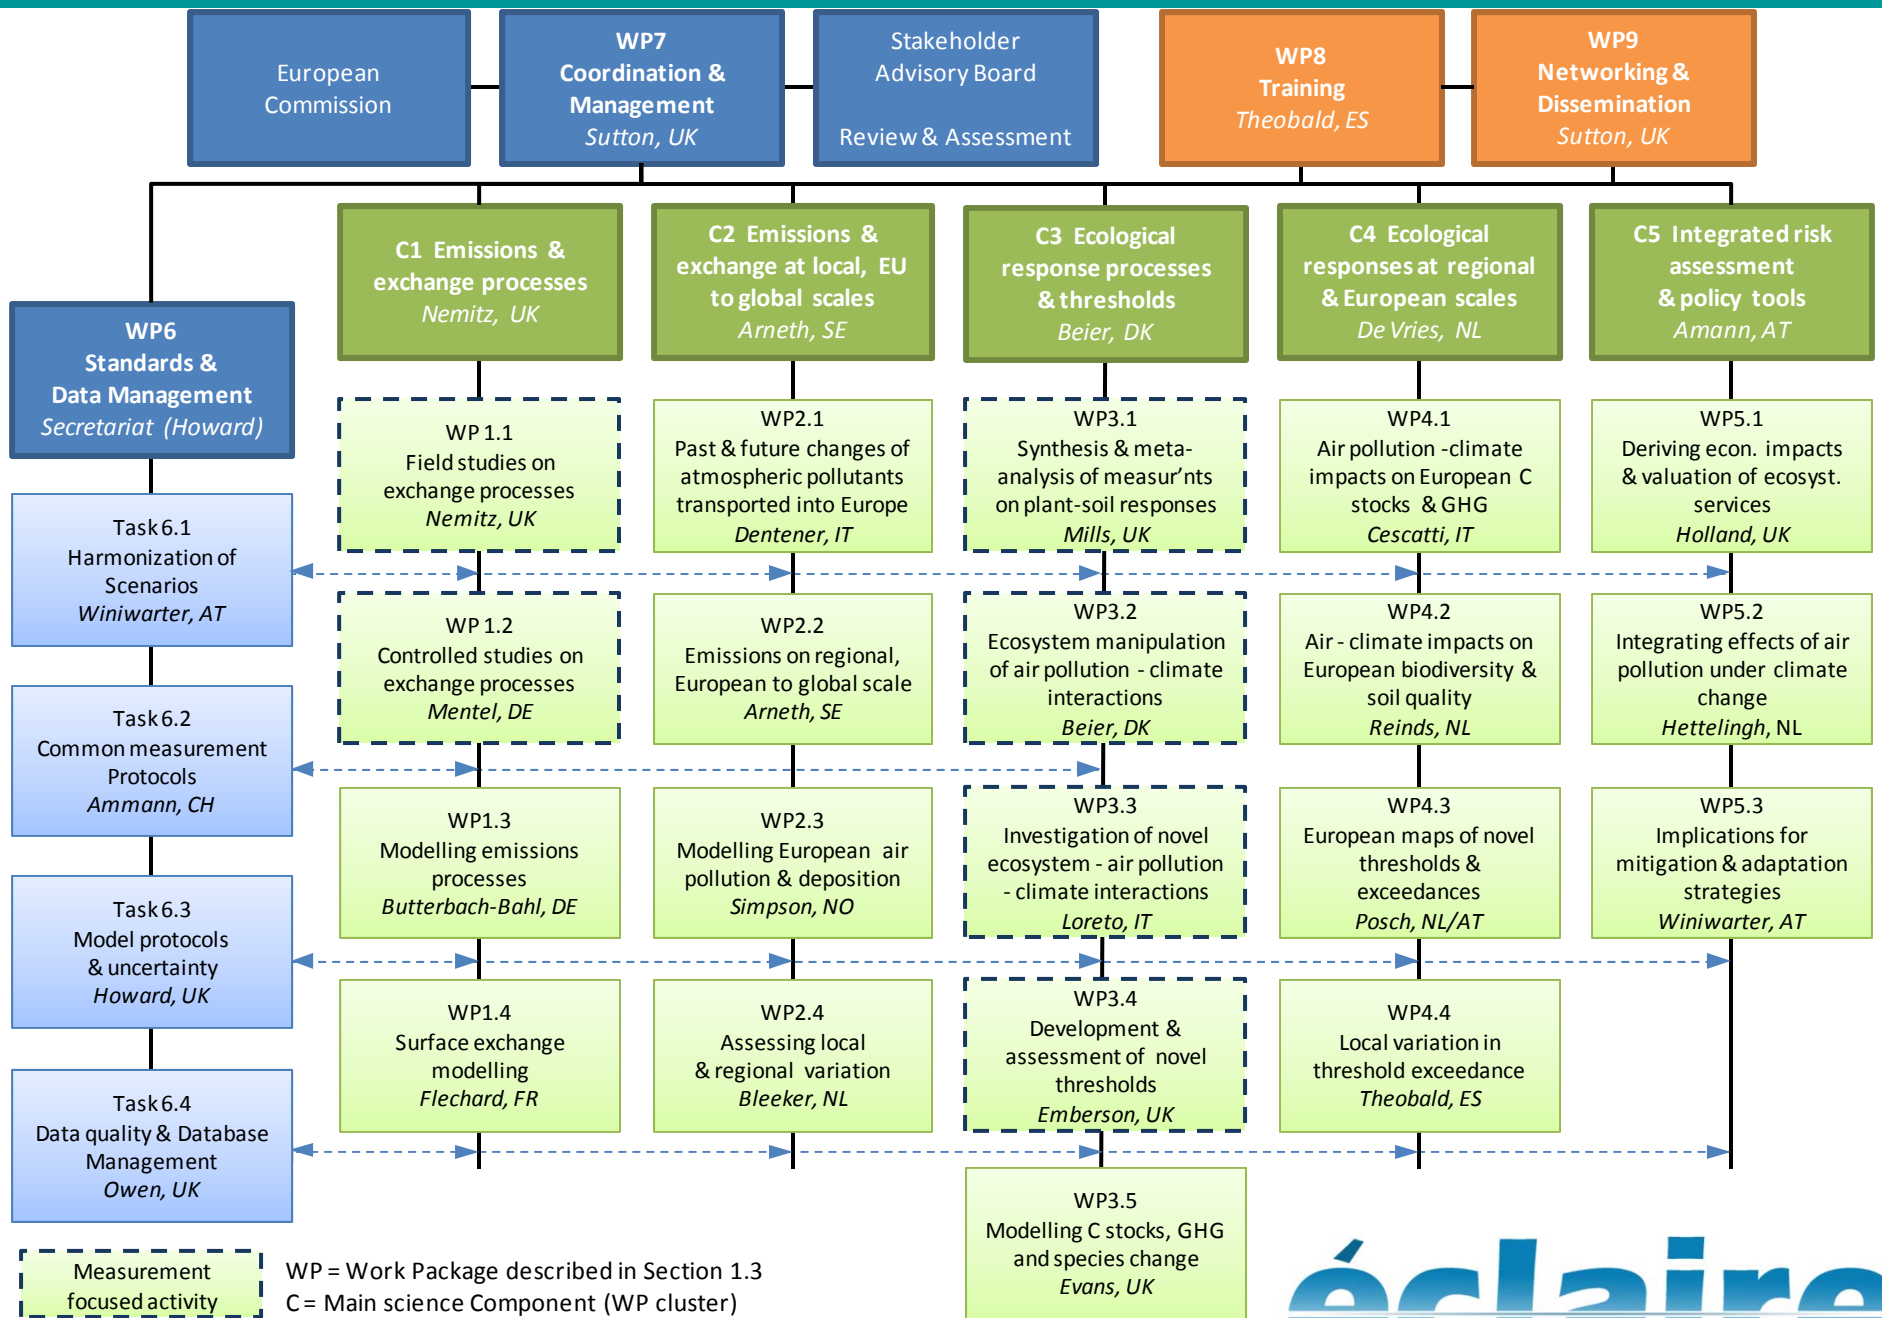 European
Commission
WP7
Coordination &
Management
Sutton, UK
Stakeholder
Advisory Board
Review & Assessment
WP8
Training
Theobald, ES
WP9
Networking &
Dissemination
Sutton, UK
WP6
Standards &
Data Management
Secretariat (Howard)
Task 6.1
Harmonization of
Scenarios
Winiwarter, AT
Task 6.2
Common measurement
Protocols
Ammann, CH
Task 6.3
Model protocols
& uncertainty
Howard, UK
Task 6.4
Data quality & Database
Management
Owen, UK
C1 Emissions &
exchange processes
Nemitz, UK
WP 1.1
Field studies on
exchange processes
Nemitz, UK
WP 1.2
Controlled studies on
exchange processes
Mentel, DE
WP1.3
Modelling emissions
processes
Butterbach-Bahl, DE
WP1.4
Surface exchange
modelling
Flechard, FR
C2 Emissions &
exchange at local, EU
to global scales
Arneth, SE
WP2.1
Past & future changes of
atmospheric pollutants
transported into Europe
Dentener, IT
WP2.2
Emissions on regional,
European to global scale
Arneth, SE
WP2.3
Modelling European air
pollution & deposition
Simpson, NO
WP2.4
Assessing local
& regional variation
Bleeker, NL
C3 Ecological
response processes
& thresholds
Beier, DK
WP3.1
Synthesis & meta-
analysis of measur'nts
on plant-soil responses
Mills, UK
WP3.2
Ecosystem manipulation
of air pollution - climate
interactions
Beier, DK
WP3.3
Investigation of novel
ecosystem - air pollution
- climate interactions
Loreto, IT
WP3.4
Development &
assessment of novel
thresholds
Emberson, UK
WP3.5
Modelling C stocks, GHG
and species change
Evans, UK
C4 Ecological
responses at regional
& European scales
De Vries, NL
WP4.1
Air pollution -climate
impacts on European C
stocks & GHG
Cescatti, IT
WP4.2
Air - climate impacts on
European biodiversity &
soil quality
Reinds, NL
WP4.3
European maps of novel
thresholds &
exceedances
Posch, NL/AT
WP4.4
Local variation in
threshold exceedance
Theobald, ES
C5 Integrated risk
assessment
& policy tools
Amann, AT
WP5.1
Deriving econ. impacts
& valuation of ecosyst.
services
Holland, UK
WP5.2
Integrating effects of air
pollution under climate
change
Hettelingh, NL
WP5.3
Implications for
mitigation & adaptation
strategies
Winiwarter, AT
Measurement
focused activity
WP = Work Package described in Section 1.3
C = Main science Component (WP cluster)
éclaire